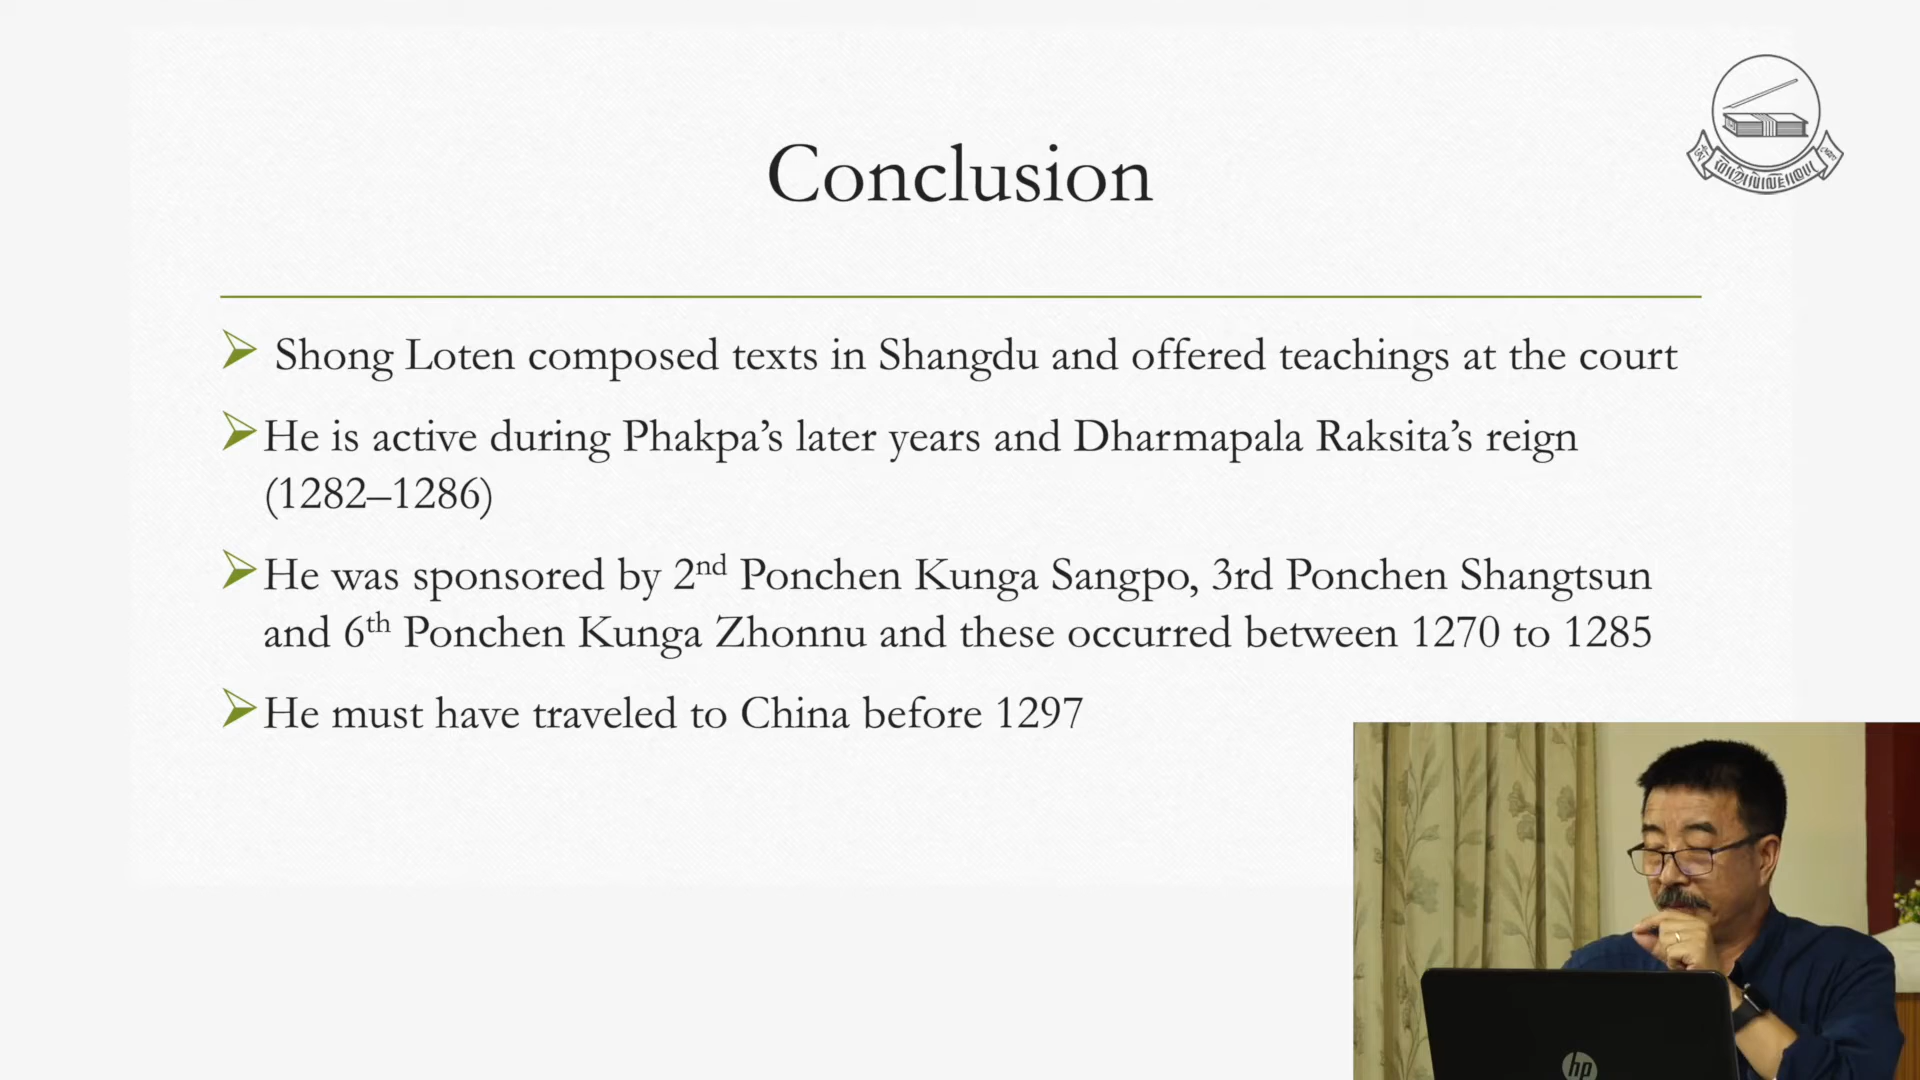 Conclusion
➢ Shong Loten composed texts in Shangdu and offered teachings at the court
➢ He is active during Phakpa’s later years and Dharmapala Raksita’s reign
(1282–1286)
➢ He was sponsored by 2nd Ponchen Kunga Sangpo, 3rd Ponchen Shangtsun
and 6th Ponchen Kunga Zhonnu and these occurred between 1270 to 1285
➢ He must have traveled to China before 1297
hp